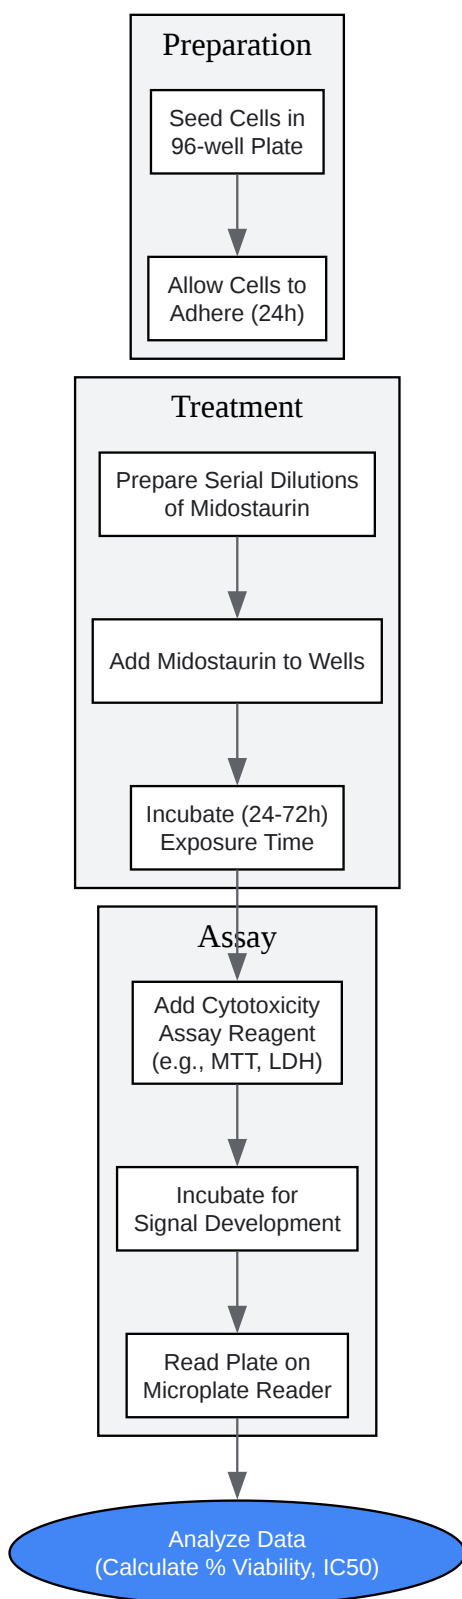 Preparation
Seed Cells in
96-well Plate
Allow Cells to
Adhere (24h)
Treatment
Prepare Serial Dilutions
of Midostaurin
Add Midostaurin to Wells
Incubate (24-72h)
Exposure Time
Assay
Add Cytotoxicity
Assay Reagent
(e.g., MTT, LDH)
Incubate for
Signal Development
Read Plate on
Microplate Reader
Analyze Data
(Calculate % Viability, IC50)